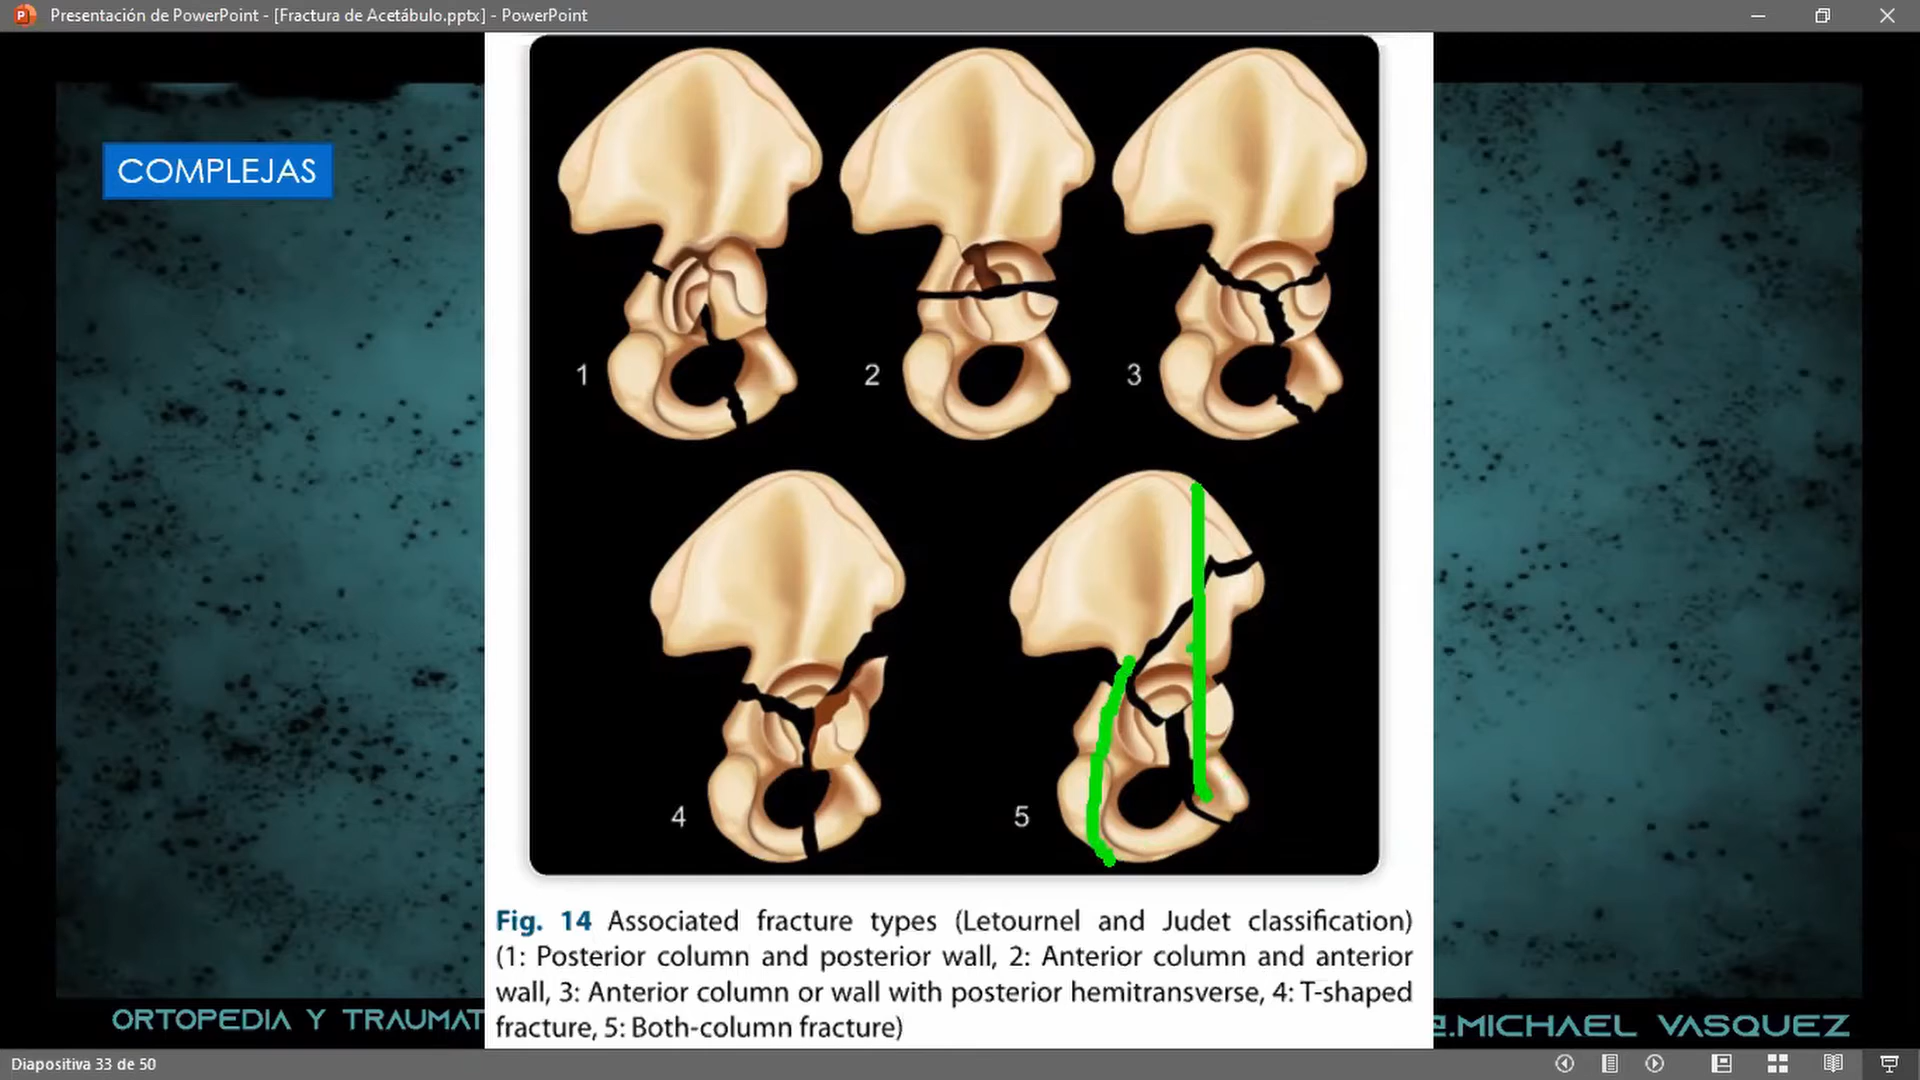 Presentación de PowerPoint - [Fractura de Acetábulo.pptx] - PowerPoint
COMPLEJAS
1
2
3
4
5
Fig. 14 Associated fracture types (Letournel and Judet classification)
(1: Posterior column and posterior wall, 2: Anterior column and anterior
wall, 3: Anterior column or wall with posterior hemitransverse, 4: T-shaped
fracture, 5: Both-column fracture)
ORTOPEDIA Y TRAUMAT
.MICHAEL VASQUEZ
Diapositiva 33 de 50